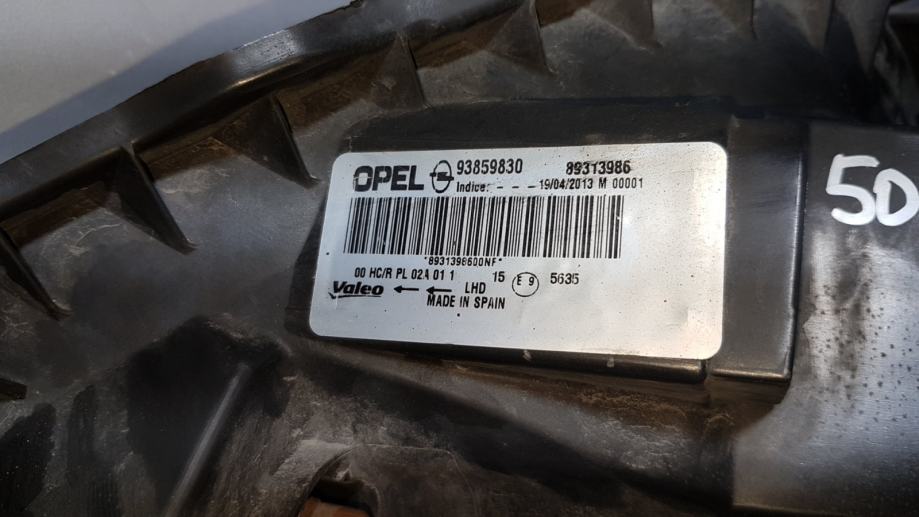 OPEL 93859830 89313986
Indice: - - - 19/04/2013 M 00001
*8931398600NF*
00 HC/R PL 02A 01 1 15 E 9 5635
Valeo LHD
MADE IN SPAIN
50